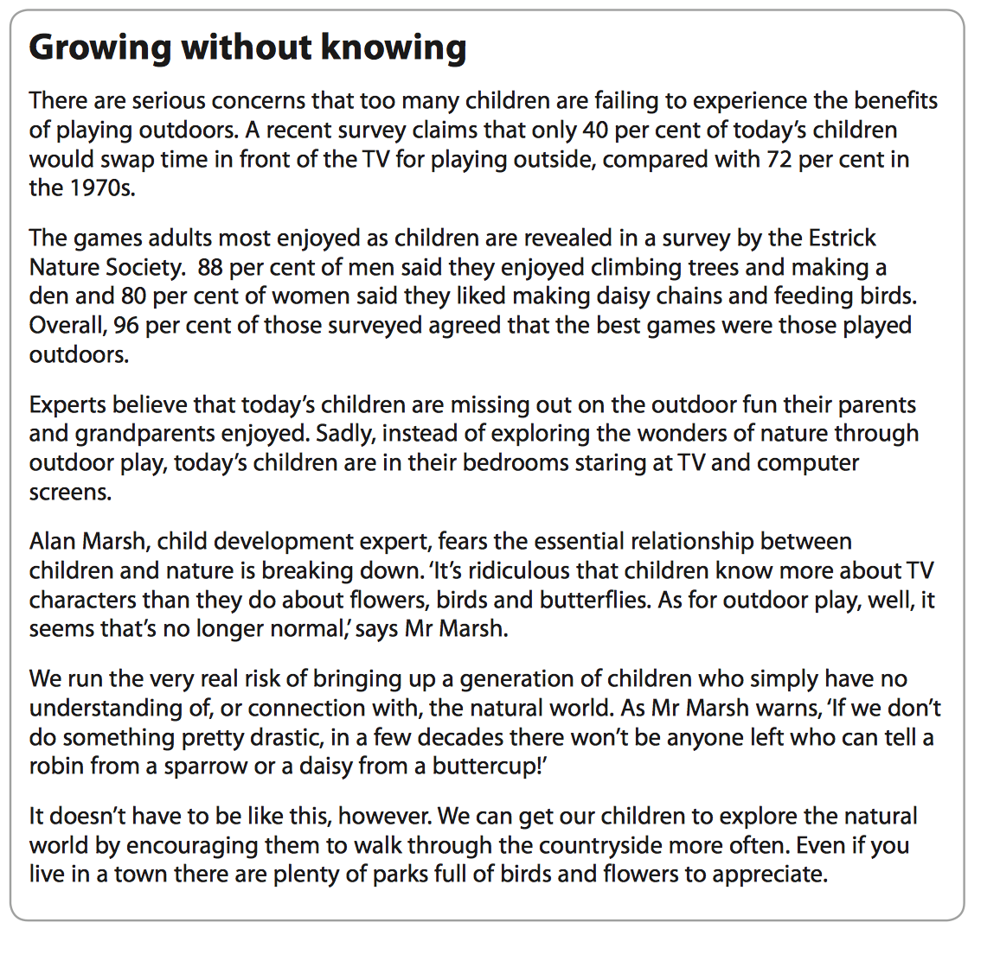 Growing without knowing
There are serious concerns that too many children are failing to experience the benefits
of playing outdoors. A recent survey claims that only 40 per cent of today’s children
would swap time in front of the TV for playing outside, compared with 72 per cent in
the 1970s.
The games adults most enjoyed as children are revealed in a survey by the Estrick
Nature Society.  88 per cent of men said they enjoyed climbing trees and making a
den and 80 per cent of women said they liked making daisy chains and feeding birds.
Overall, 96 per cent of those surveyed agreed that the best games were those played
outdoors.
Experts believe that today’s children are missing out on the outdoor fun their parents
and grandparents enjoyed. Sadly, instead of exploring the wonders of nature through
outdoor play, today’s children are in their bedrooms staring at TV and computer
screens.
Alan Marsh, child development expert, fears the essential relationship between
children and nature is breaking down. ‘It’s ridiculous that children know more about TV
characters than they do about flowers, birds and butterflies. As for outdoor play, well, it
seems that’s no longer normal,’ says Mr Marsh.
We run the very real risk of bringing up a generation of children who simply have no
understanding of, or connection with, the natural world. As Mr Marsh warns, ‘If we don’t
do something pretty drastic, in a few decades there won’t be anyone left who can tell a
robin from a sparrow or a daisy from a buttercup!’
It doesn’t have to be like this, however. We can get our children to explore the natural
world by encouraging them to walk through the countryside more often. Even if you
live in a town there are plenty of parks full of birds and flowers to appreciate.